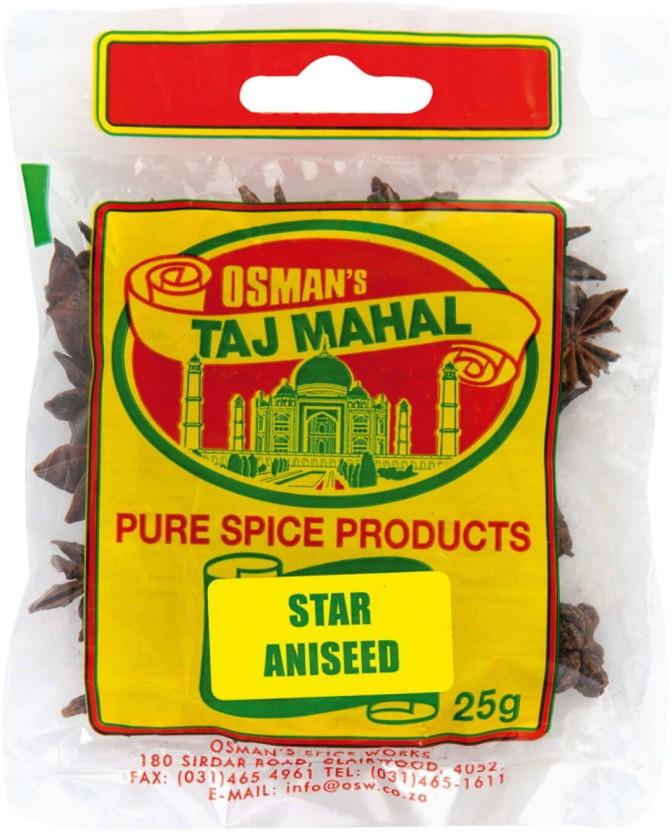 OSMAN'S
TAJ MAHAL
PURE SPICE PRODUCTS
STAR
ANISEED
25g
OSMAN'S SPICE WORKS
180 SIRDAR ROAD, CLAIRWOOD, 4052.
FAX: (031)465 4961 TEL: (031)465-1611
E-MAIL: info@osw.co.za